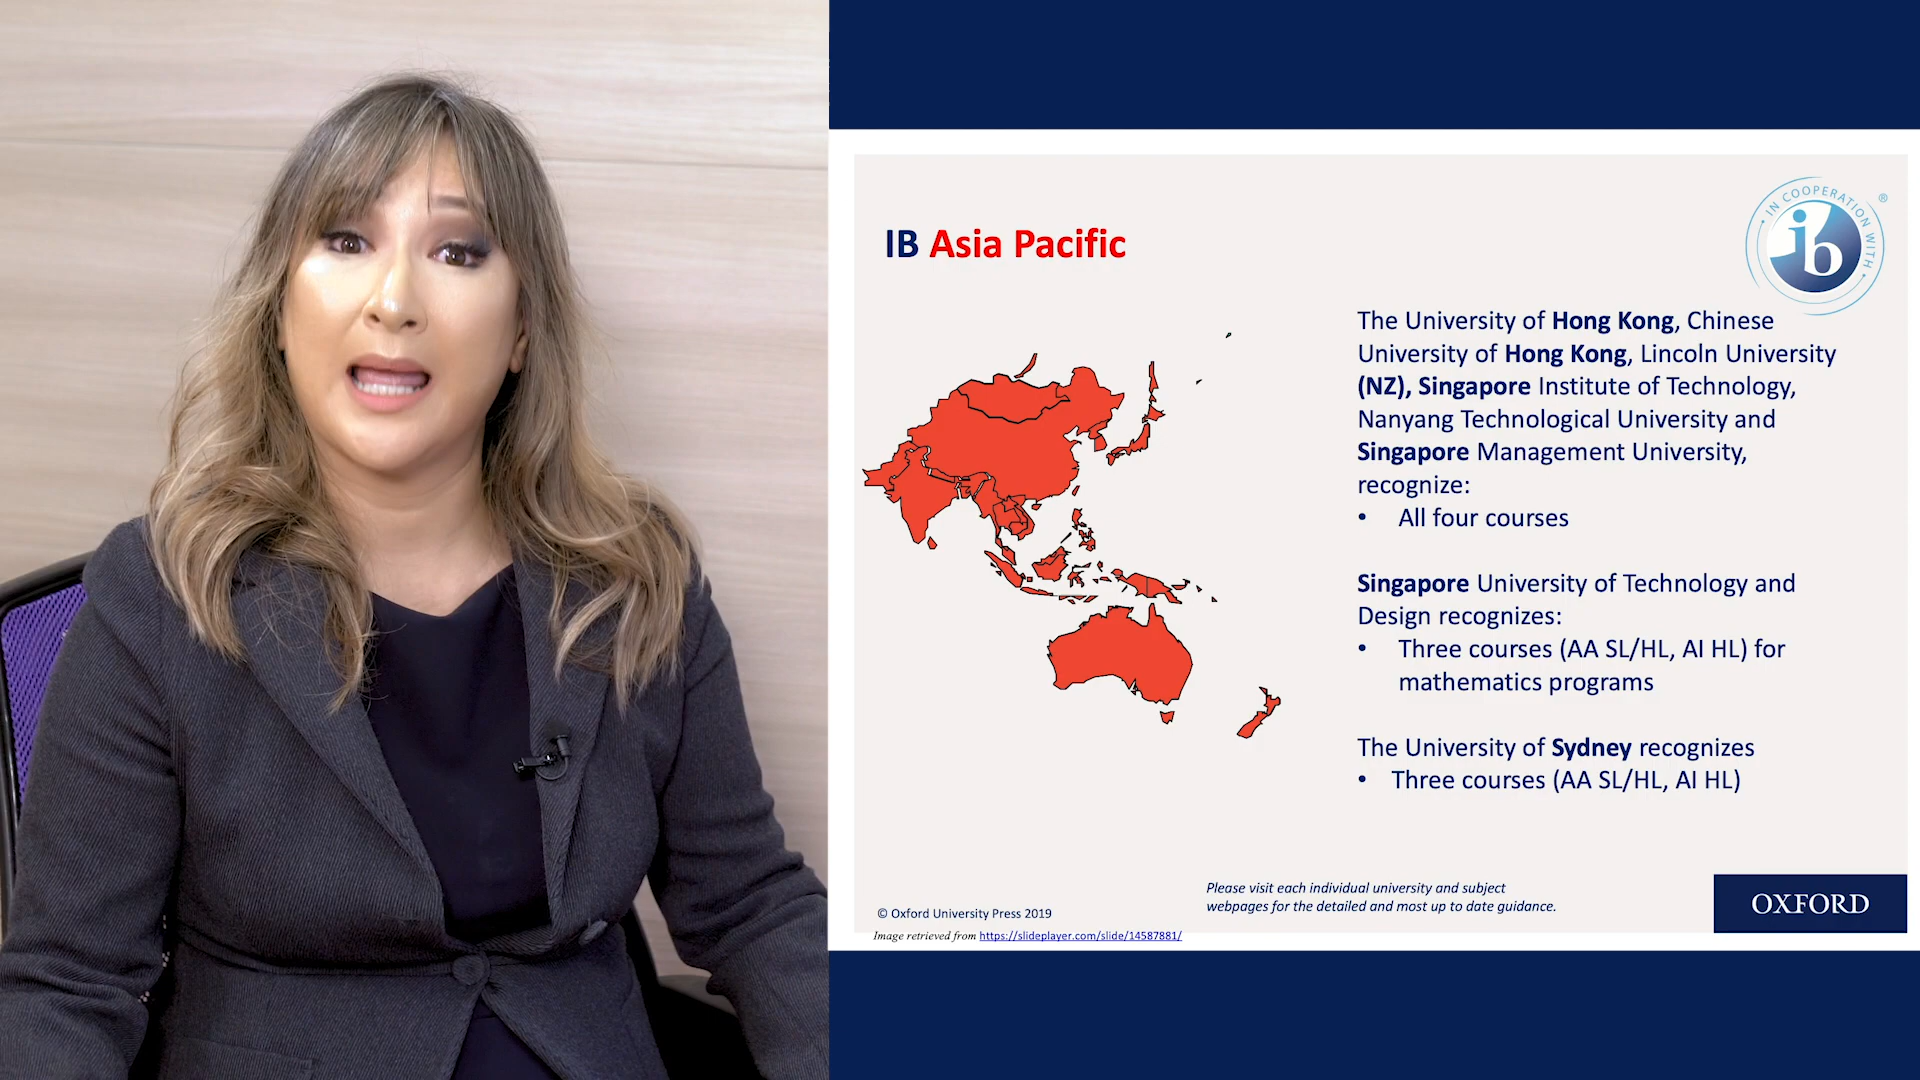 IB Asia Pacific
IN COOPERATION WITH
®
ib
The University of Hong Kong, Chinese
University of Hong Kong, Lincoln University
(NZ), Singapore Institute of Technology,
Nanyang Technological University and
Singapore Management University,
recognize:
• All four courses
Singapore University of Technology and
Design recognizes:
• Three courses (AA SL/HL, AI HL) for
mathematics programs
The University of Sydney recognizes
• Three courses (AA SL/HL, AI HL)
Please visit each individual university and subject
webpages for the detailed and most up to date guidance.
© Oxford University Press 2019
OXFORD
Image retrieved from https://slideplayer.com/slide/14587881/